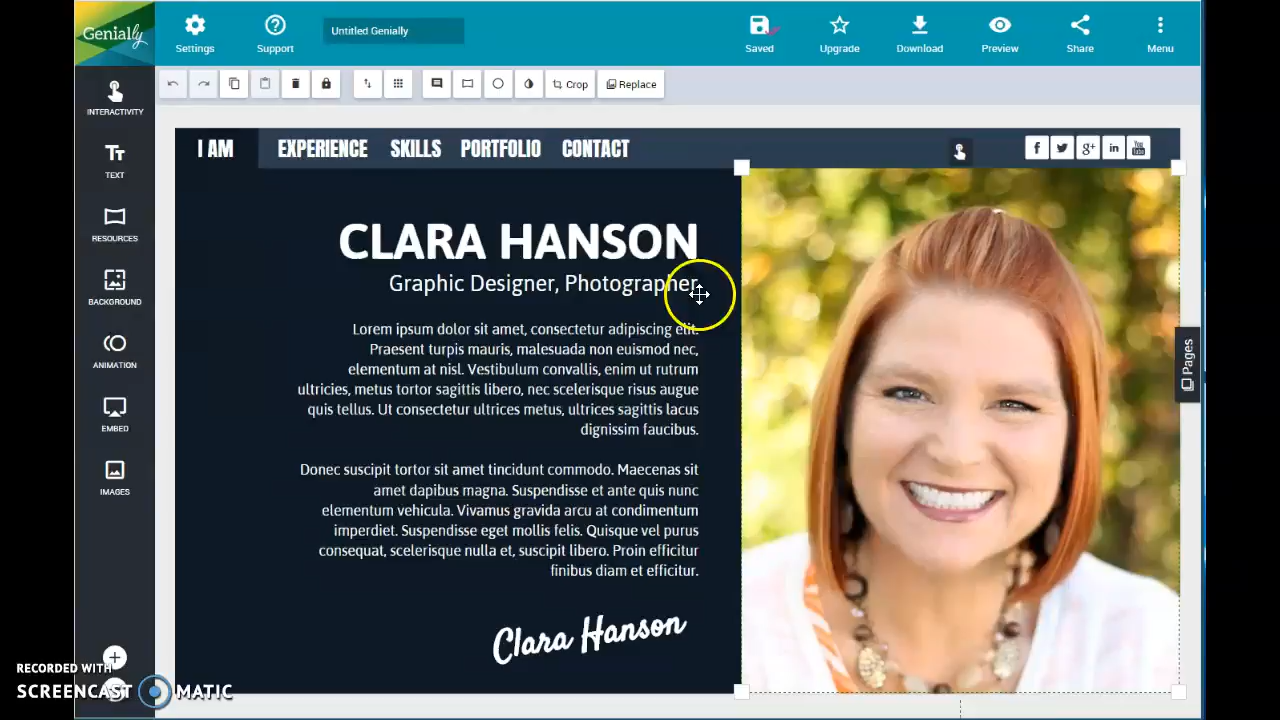 Genially
Settings
Support
Untitled Genially
Saved
Upgrade
Download
Preview
Share
Menu
Crop
Replace
INTERACTIVITY
TEXT
RESOURCES
BACKGROUND
ANIMATION
EMBED
IMAGES
I AM EXPERIENCE SKILLS PORTFOLIO CONTACT
f g+ in You Tube
CLARA HANSON
Graphic Designer, Photographer
Lorem ipsum dolor sit amet, consectetur adipiscing elit.
Praesent turpis mauris, malesuada non euismod nec,
elementum at nisl. Vestibulum convallis, enim ut rutrum
ultricies, metus tortor sagittis libero, nec scelerisque risus augue
quis tellus. Ut consectetur ultrices metus, ultrices sagittis lacus
dignissim faucibus.
Donec suscipit tortor sit amet tincidunt commodo. Maecenas sit
amet dapibus magna. Suspendisse et ante quis nunc
elementum vehicula. Vivamus gravida arcu at condimentum
imperdiet. Suspendisse eget mollis felis. Quisque vel purus
consequat, scelerisque nulla et, suscipit libero. Proin efficitur
finibus diam et efficitur.
Clara Hanson
Pages
RECORDED WITH
SCREENCAST MATIC